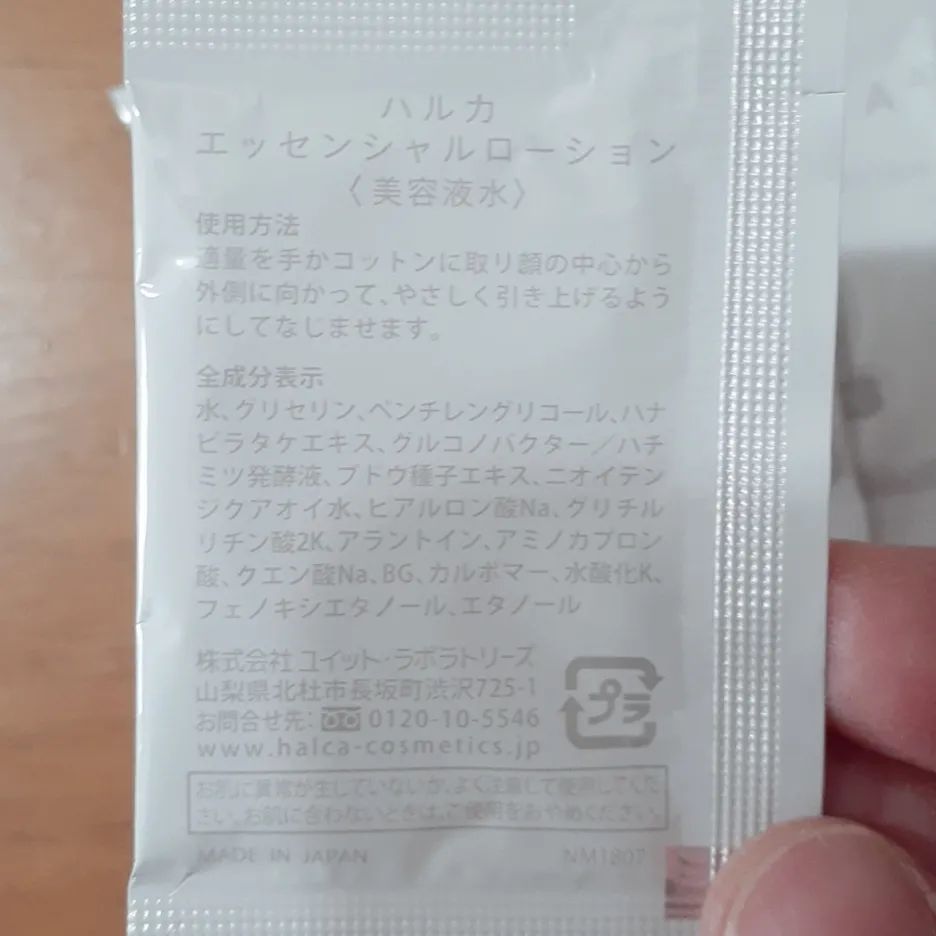 ハルカ
エッセンシャルローション
〈美容液水〉
使用方法
適量を手かコットンに取り顔の中心から
外側に向かって、やさしく引き上げるよう
にしてなじませます。
全成分表示
水、グリセリン、ペンチレングリコール、ハナ
ビラタケエキス、グルコノバクター／ハチ
ミツ発酵液、ブドウ種子エキス、ニオイテン
ジクアオイ水、ヒアルロン酸Na、グリチル
リチン酸2K、アラントイン、アミノカプロン
酸、クエン酸Na、BG、カルボマー、水酸化K、
フェノキシエタノール、エタノール
株式会社 ユイット・ラボラトリーズ
山梨県北杜市長坂町渋沢725-1
お問合せ先: 0120-10-5546
www.halca-cosmetics.jp
プラ
お肌に異常が生じていないか、よく注意して使用してくだ
さい。お肌に合わないときは、ご使用をおやめください。
MADE IN JAPAN
NM1807